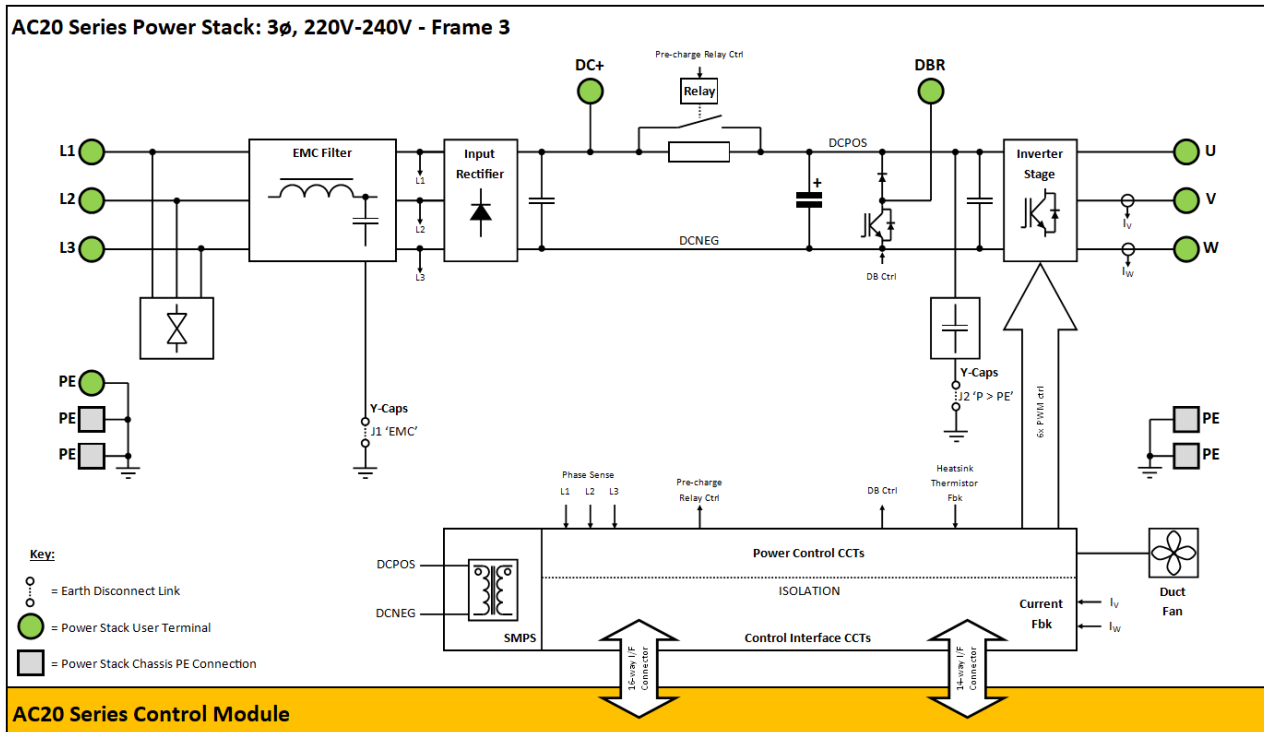 AC20 Series Power Stack: 3ø, 220V-240V - Frame 3
Pre-charge Relay Ctrl
DC+
DBR
Relay
L1
EMC Filter
Input
Rectifier
DCPOS
Inverter
Stage
U
L1
L2
V
L2
+
IV
L3
DCNEG
W
L3
DB Ctrl
IW
PE
Y-Caps
J2 ‘P > PE’
PE
Y-Caps
J1 ‘EMC’
6x PWM ctrl
PE
PE
PE
Phase Sense
L1 L2 L3
Pre-charge
Relay Ctrl
DB Ctrl
Heatsink
Thermistor
Fbk
Key:
= Earth Disconnect Link
= Power Stack User Terminal
= Power Stack Chassis PE Connection
DCPOS
DCNEG
SMPS
Power Control CCTs
ISOLATION
Control Interface CCTs
Current
Fbk
IV
IW
Duct
Fan
16-way I/F
Connector
14-way I/F
Connector
AC20 Series Control Module